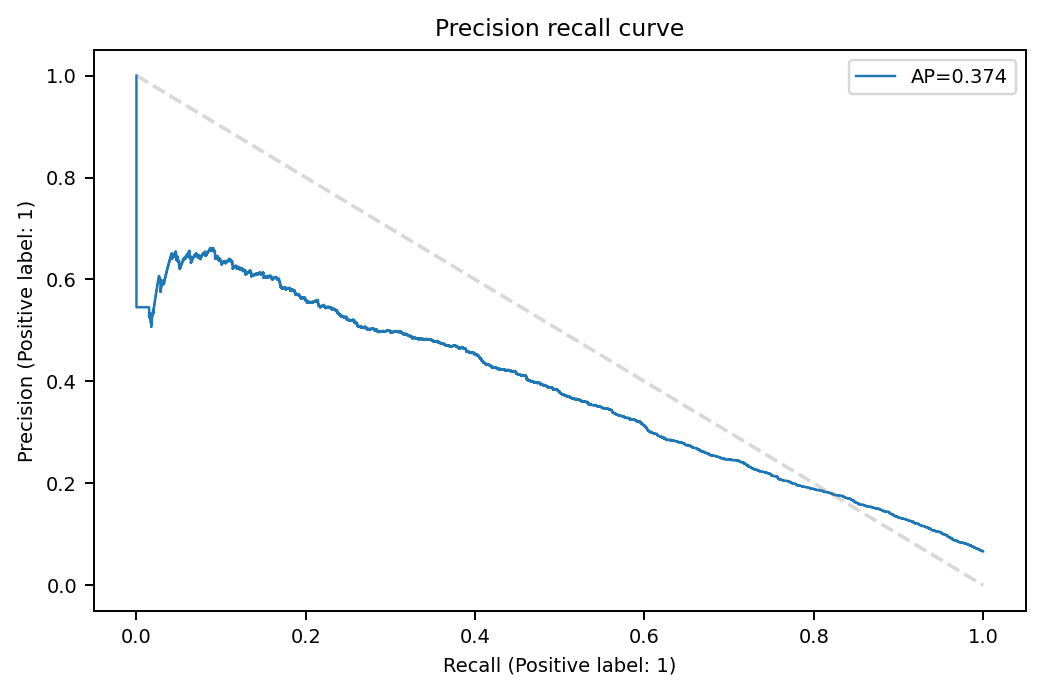 Precision recall curve
AP=0.374
Precision (Positive label: 1)
1.0
0.8
0.6
0.4
0.2
0.0
0.0 0.2 0.4 0.6 0.8 1.0
Recall (Positive label: 1)